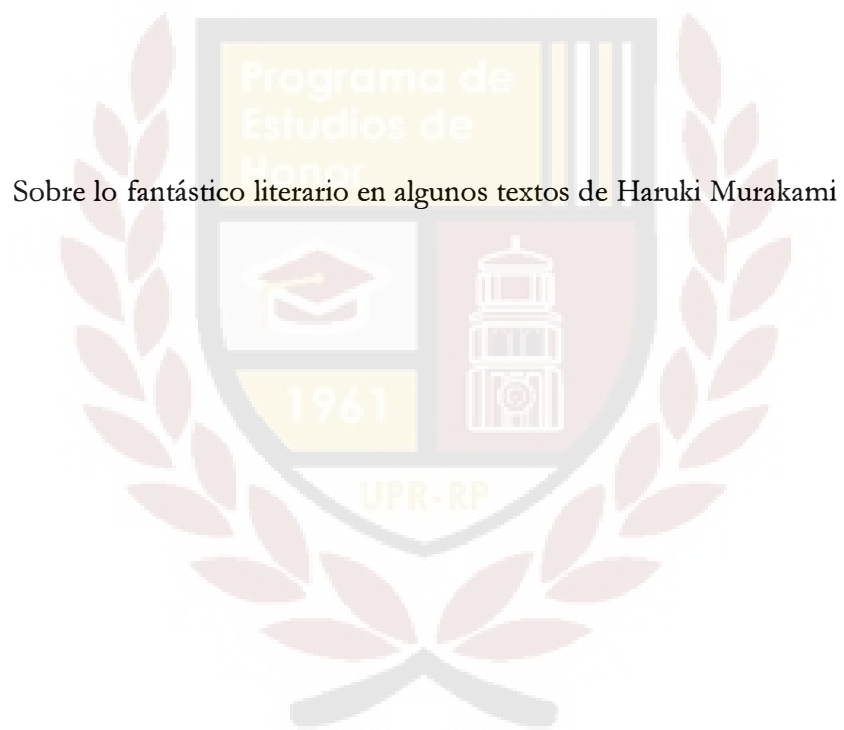 Programa de
Estudios de
Honor
Sobre lo fantástico literario en algunos textos de Haruki Murakami
1961
UPR-RP